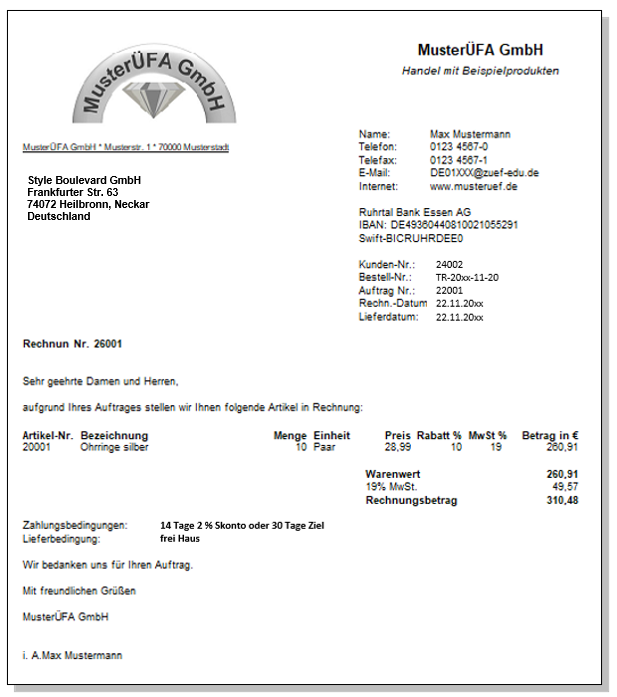 MusterÜFA GmbH
MusterÜFA GmbH
Handel mit Beispielprodukten
MusterÜFA GmbH * Musterstr. 1 * 70000 Musterstadt
Style Boulevard GmbH
Frankfurter Str. 63
74072 Heilbronn, Neckar
Deutschland
Name: Max Mustermann
Telefon: 0123 4567-0
Telefax: 0123 4567-1
E-Mail: DE01XXX@zuef-edu.de
Internet: www.musteruef.de
Ruhrtal Bank Essen AG
IBAN: DE49360440810021055291
Swift-BICRUHRDEE0
Kunden-Nr.: 24002
Bestell-Nr.: TR-20xx-11-20
Auftrag Nr.: 22001
Rechn.-Datum 22.11.20xx
Lieferdatum: 22.11.20xx
Rechnun Nr. 26001
Sehr geehrte Damen und Herren,
aufgrund Ihres Auftrages stellen wir Ihnen folgende Artikel in Rechnung:
Artikel-Nr. Bezeichnung Menge Einheit Preis Rabatt % MwSt % Betrag in €
20001 Ohrringe silber 10 Paar 28,99 10 19 260,91
Warenwert 260,91
19% MwSt. 49,57
Rechnungsbetrag 310,48
Zahlungsbedingungen: 14 Tage 2 % Skonto oder 30 Tage Ziel
Lieferbedingung: frei Haus
Wir bedanken uns für Ihren Auftrag.
Mit freundlichen Grüßen
MusterÜFA GmbH
i. A.Max Mustermann